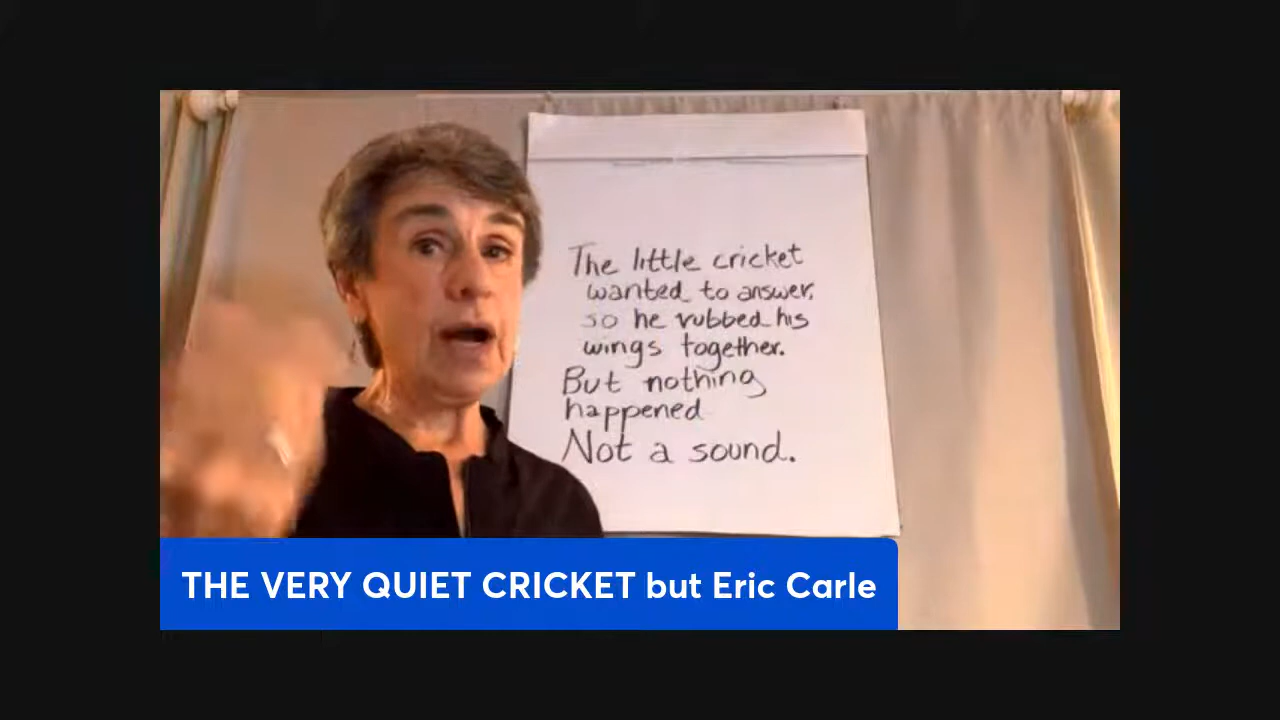 The little cricket
wanted to answer,
so he rubbed his
wings together.
But nothing
happened
Not a sound.
THE VERY QUIET CRICKET but Eric Carle